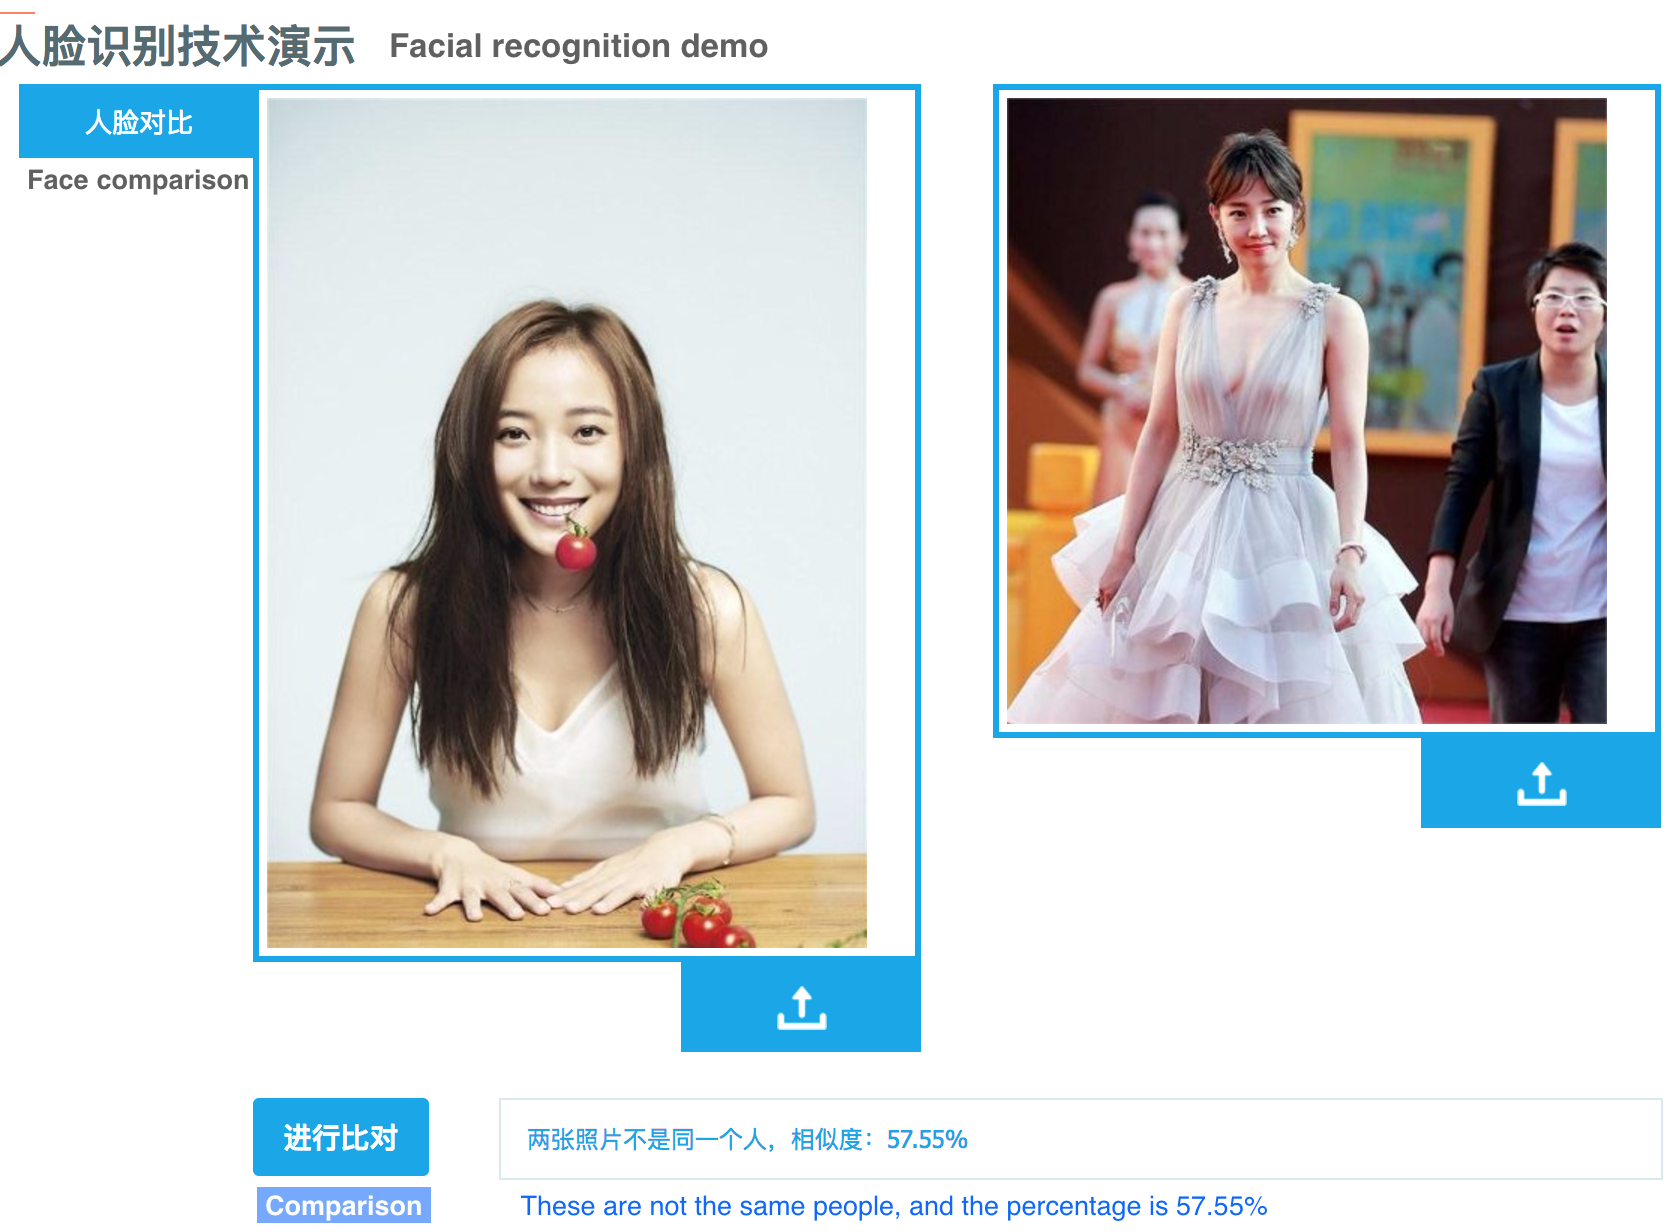 人脸识别技术演示 Facial recognition demo
人脸对比
Face comparison
进行比对
两张照片不是同一个人，相似度：57.55%
Comparison
These are not the same people, and the percentage is 57.55%